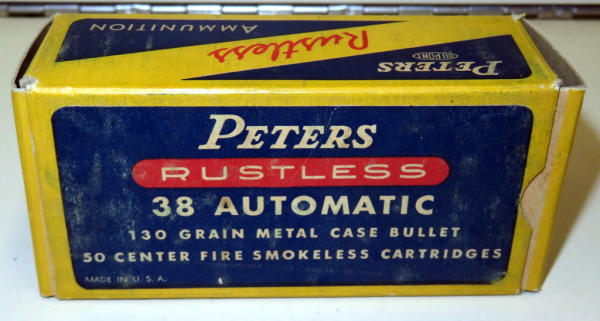 PETERS
DUPONT
Rustless
AMMUNITION
PETERS
RUSTLESS
38 AUTOMATIC
130 GRAIN METAL CASE BULLET
50 CENTER FIRE SMOKELESS CARTRIDGES
MADE IN U.S.A.